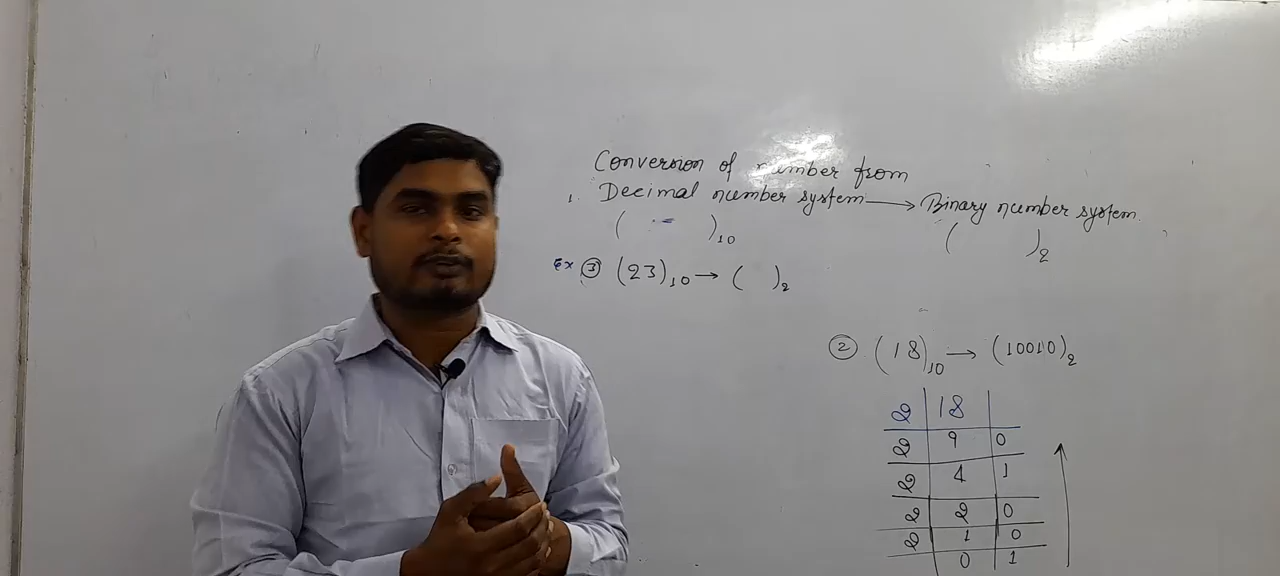 Conversion of number from
1. Decimal number system → Binary number system.
( )10 ( )2
Ex ③ (23)10 → ( )2
② (18)10 → (10010)2
2 | 18 |
2 | 9 | 0
2 | 4 | 1
2 | 2 | 0
2 | 1 | 0
0 | 1